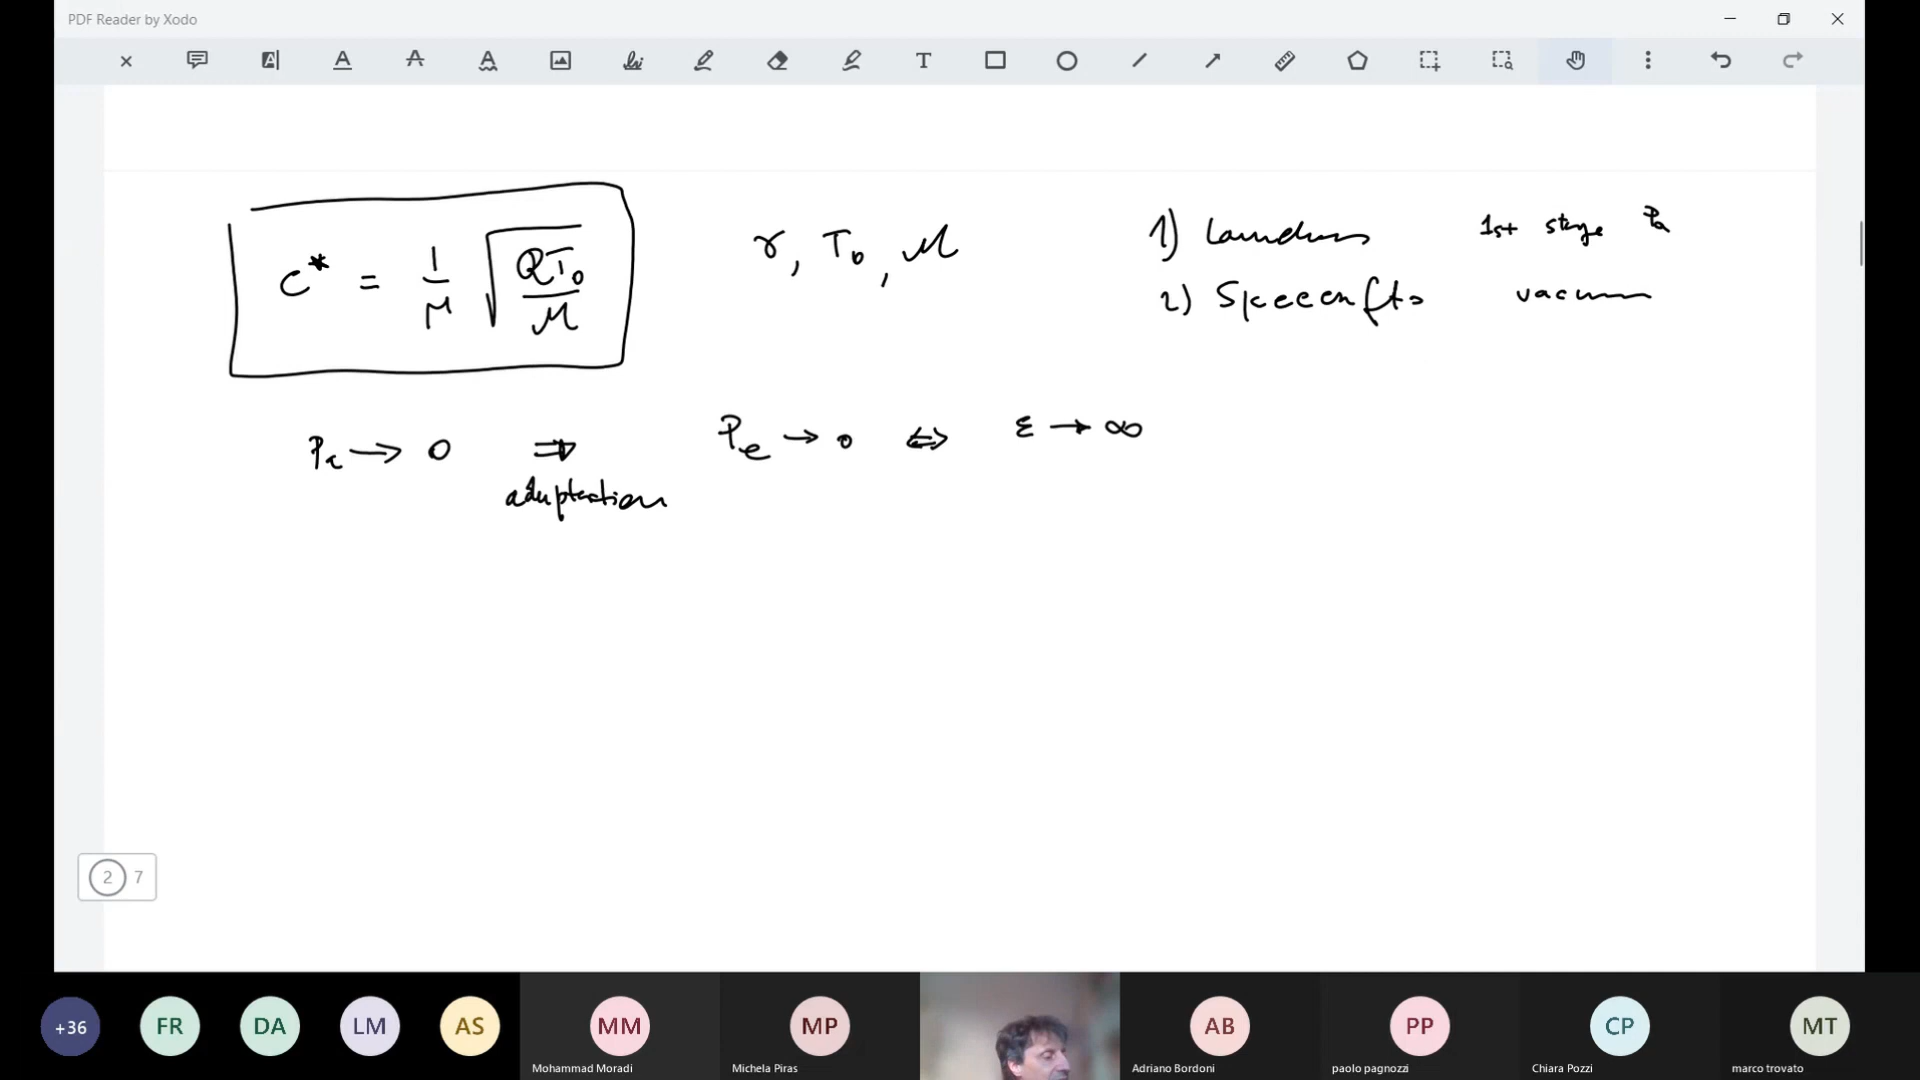 PDF Reader by Xodo
C* = 1/Γ √(RT₀/M)
γ, T₀, M
1) Launchers 1st stage Pa
2) Spacecrafts vacuum
Pa → 0 ⇒ Pe → 0 ⇔ ε → ∞
adaptation
2 7
+36 FR DA LM AS MM MP AB PP CP MT
Mohammad Moradi Michela Piras Adriano Bordoni paolo pagnozzi Chiara Pozzi marco trovato